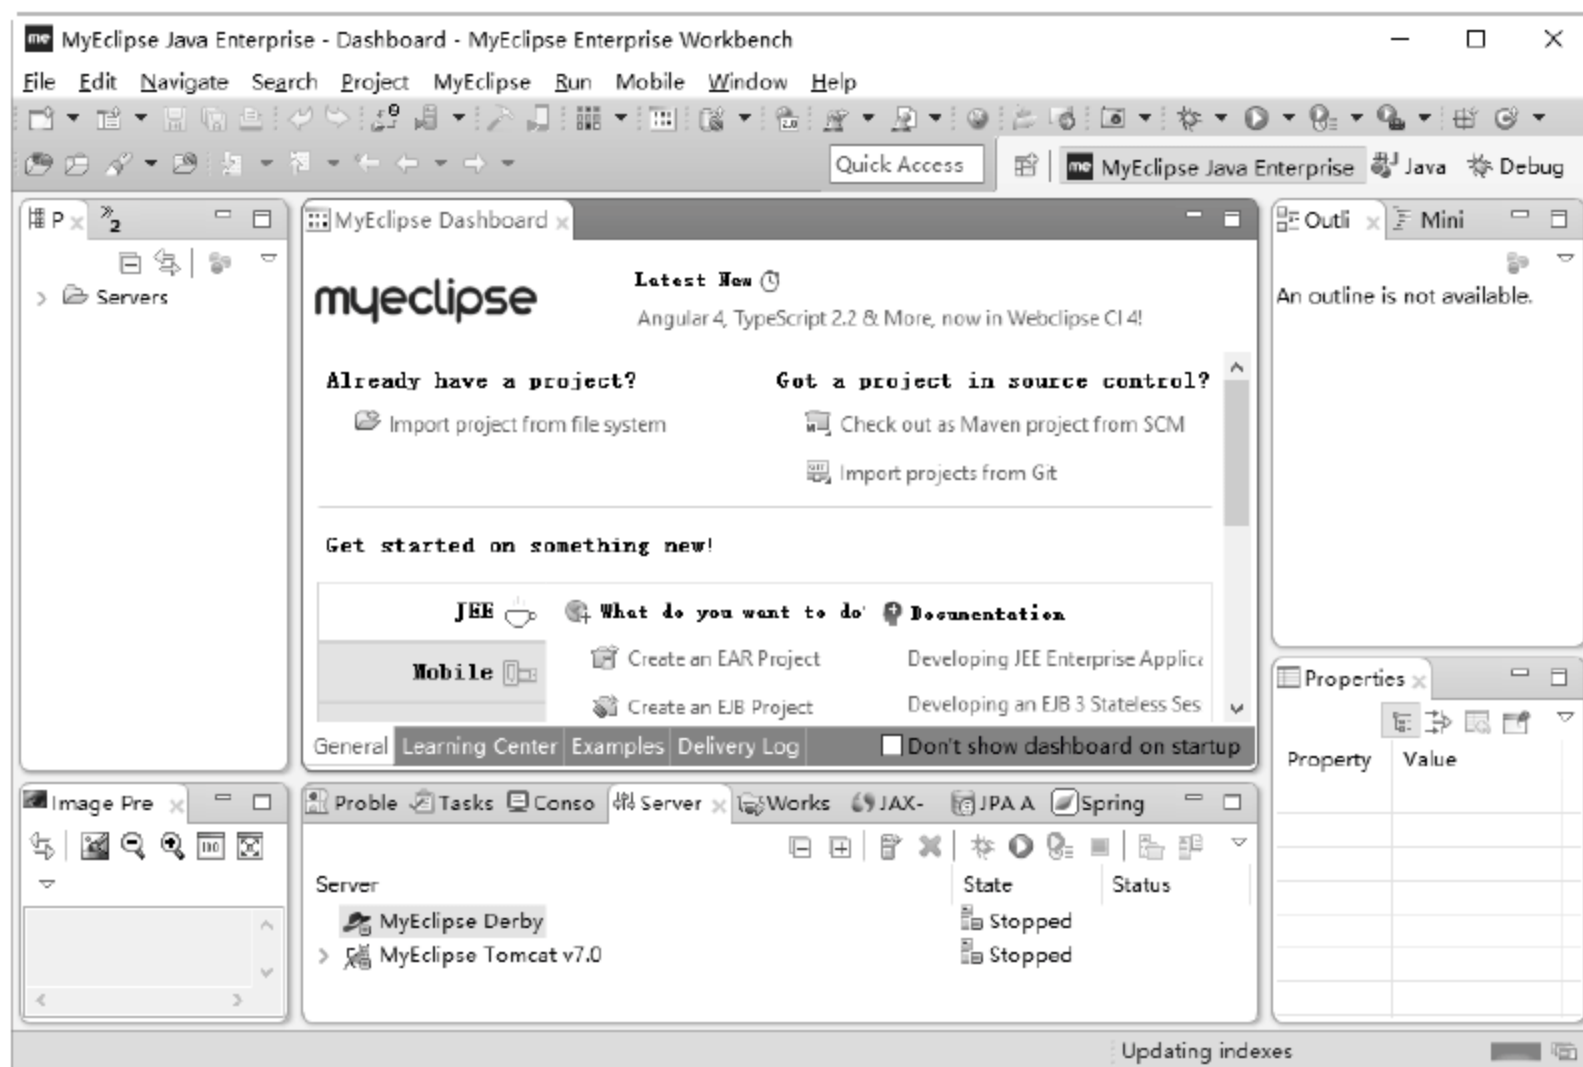 me MyEclipse Java Enterprise - Dashboard - MyEclipse Enterprise Workbench
File Edit Navigate Search Project MyEclipse Run Mobile Window Help
Quick Access
me MyEclipse Java Enterprise Java Debug
P 2
Servers
MyEclipse Dashboard
myeclipse
Latest New
Angular 4, TypeScript 2.2 & More, now in Webclipse CI 4!
Already have a project?
Import project from file system
Got a project in source control?
Check out as Maven project from SCM
Import projects from Git
Get started on something new!
JEE
Mobile
What do you want to do
Create an EAR Project
Create an EJB Project
Documentation
Developing JEE Enterprise Applica
Developing an EJB 3 Stateless Ses
General Learning Center Examples Delivery Log Don't show dashboard on startup
Outli Mini
An outline is not available.
Properties
Property Value
Image Pre
Proble Tasks Conso Server Works JAX- JPA A Spring
Server State Status
MyEclipse Derby Stopped
MyEclipse Tomcat v7.0 Stopped
Updating indexes